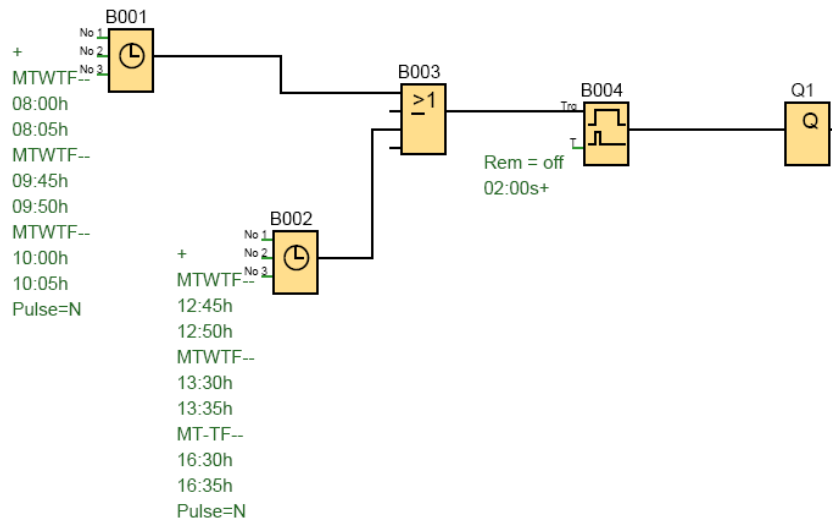 B001
No 1
No 2
No 3
+
MTWTF--
08:00h
08:05h
MTWTF--
09:45h
09:50h
MTWTF--
10:00h
10:05h
Pulse=N
B002
No 1
No 2
No 3
+
MTWTF--
12:45h
12:50h
MTWTF--
13:30h
13:35h
MT-TF--
16:30h
16:35h
Pulse=N
B003
≥1
B004
Trg
T
Rem = off
02:00s+
Q1
Q